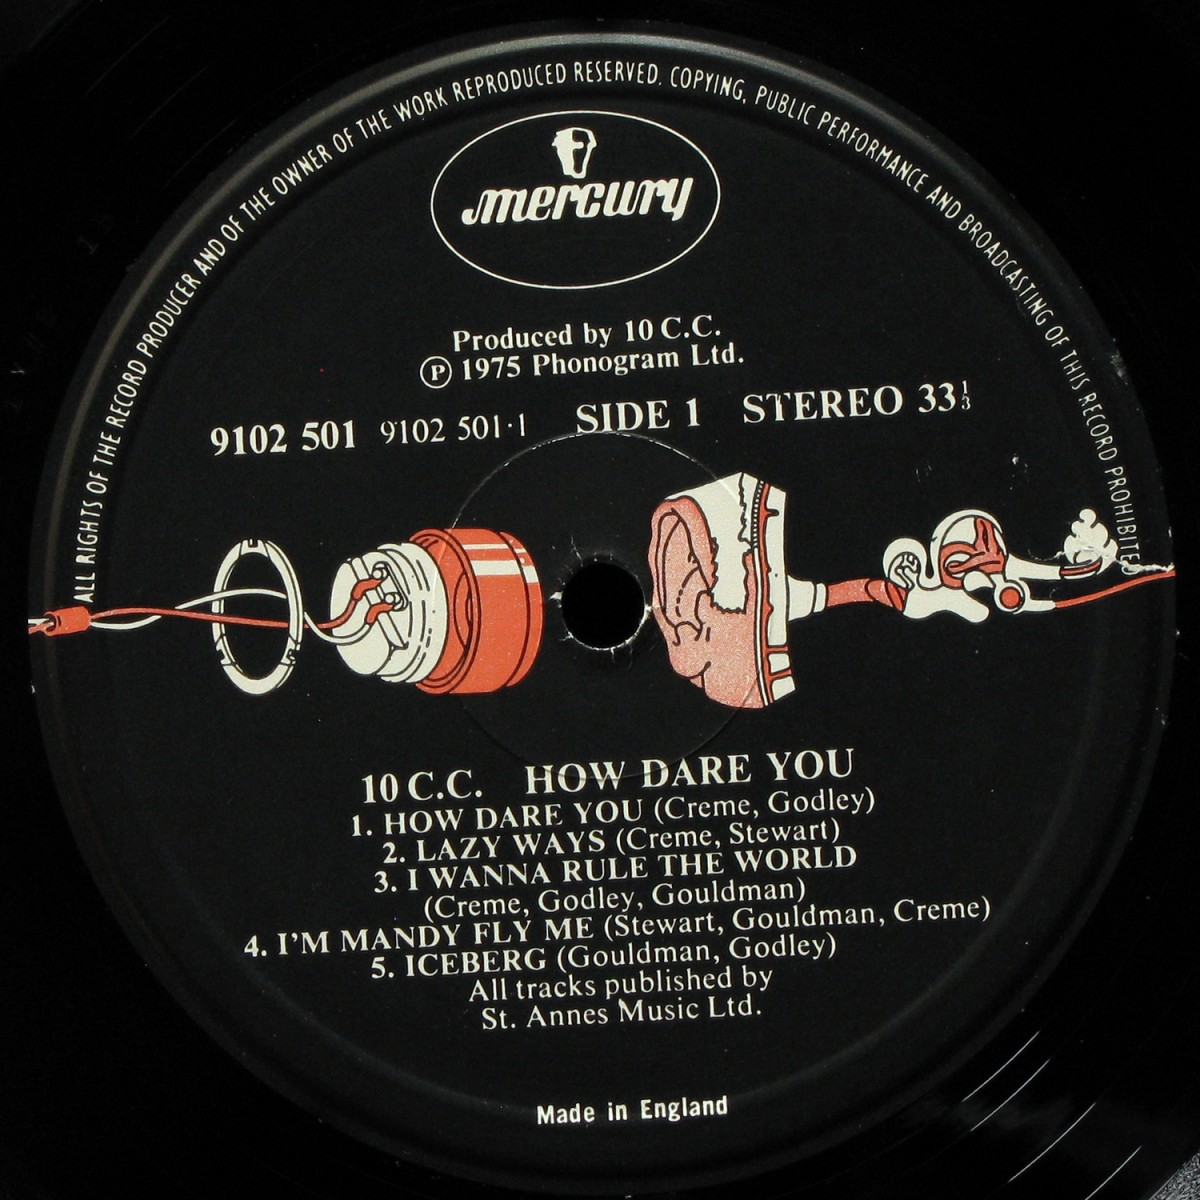 ALL RIGHTS OF THE RECORD PRODUCER AND OF THE OWNER OF THE WORK REPRODUCED RESERVED. COPYING, PUBLIC PERFORMANCE AND BROADCASTING OF THIS RECORD PROHIBITE
mercury
Produced by 10 C.C.
Ⓟ 1975 Phonogram Ltd.
9102 501 9102 501·1 SIDE 1 STEREO 33⅓
10 C.C. HOW DARE YOU
1. HOW DARE YOU (Creme, Godley)
2. LAZY WAYS (Creme, Stewart)
3. I WANNA RULE THE WORLD
(Creme, Godley, Gouldman)
4. I'M MANDY FLY ME (Stewart, Gouldman, Creme)
5. ICEBERG (Gouldman, Godley)
All tracks published by
St. Annes Music Ltd.
Made in England